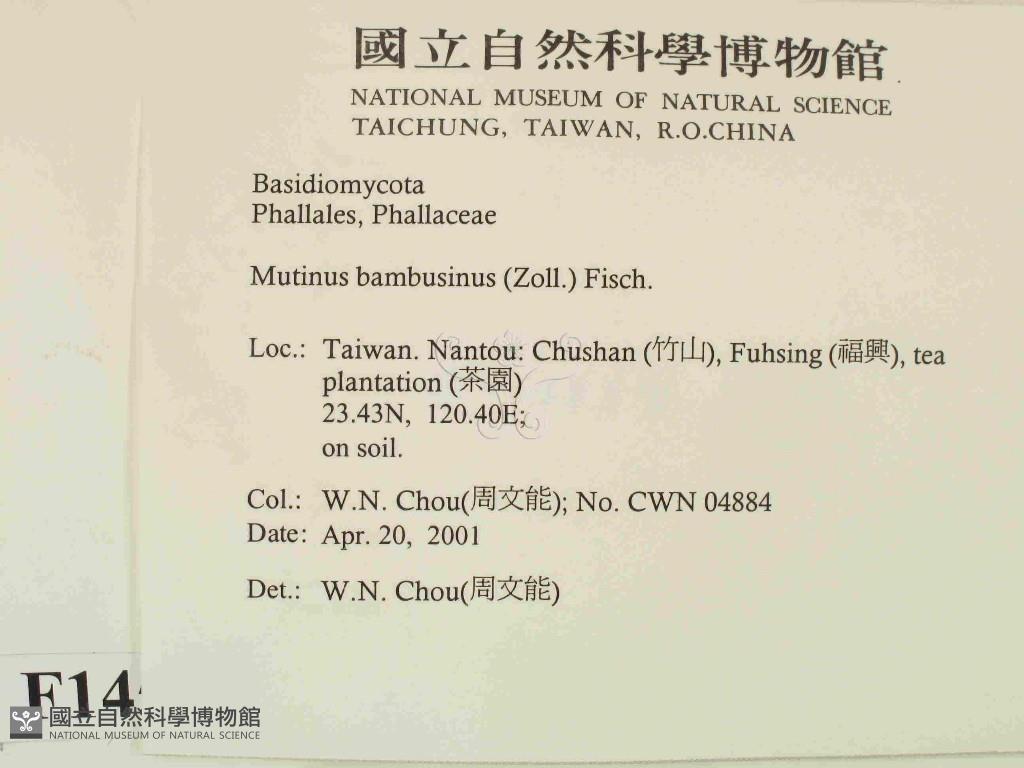 國立自然科學博物館
NATIONAL MUSEUM OF NATURAL SCIENCE
TAICHUNG, TAIWAN, R.O.CHINA
Basidiomycota
Phallales, Phallaceae
Mutinus bambusinus (Zoll.) Fisch.
Loc.: Taiwan. Nantou: Chushan (竹山), Fuhsing (福興), tea
plantation (茶園)
23.43N, 120.40E;
on soil.
Col.: W.N. Chou(周文能); No. CWN 04884
Date: Apr. 20, 2001
Det.: W.N. Chou(周文能)
F14
國立自然科學博物館
NATIONAL MUSEUM OF NATURAL SCIENCE